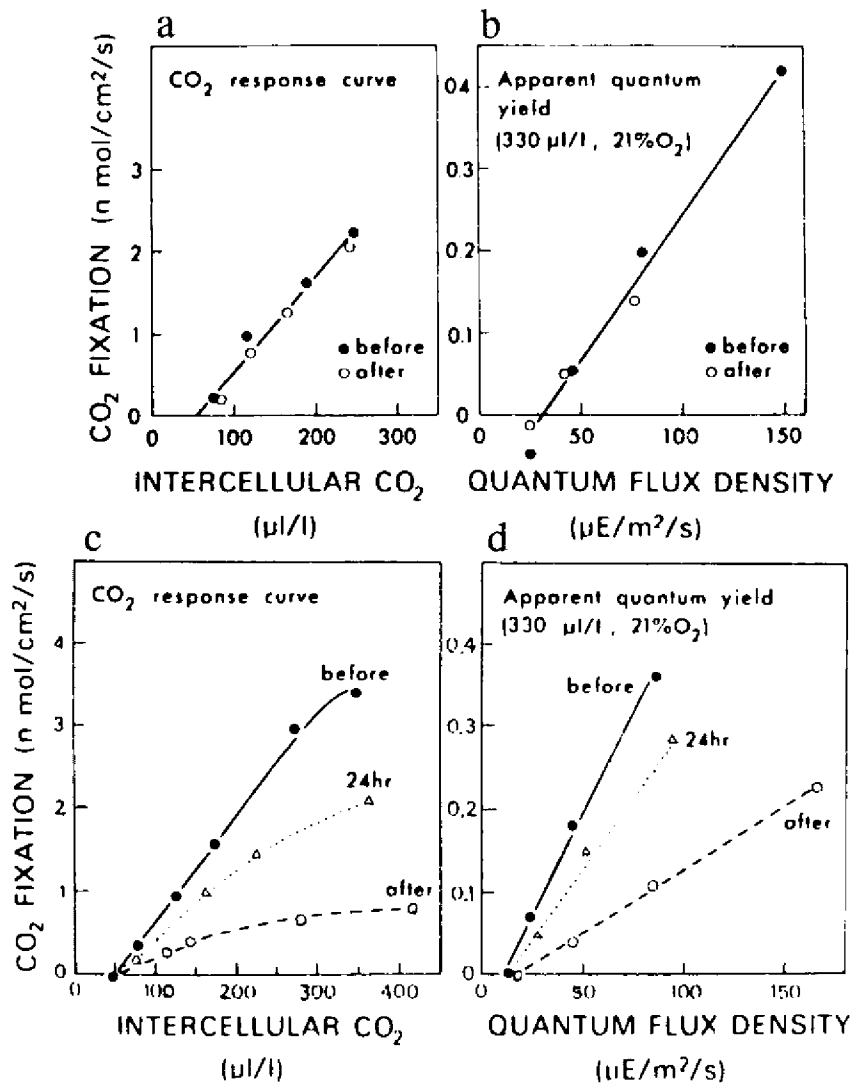 a
CO2 response curve
3
2
1
0
0 100 200 300
before
after
INTERCELLULAR CO2
(µl/l)
CO2 FIXATION (n mol/cm²/s)
b
Apparent quantum
yield
(330 µl/l, 21%O2)
0.4
0.3
0.2
0.1
0
0 50 100 150
before
after
QUANTUM FLUX DENSITY
(µE/m²/s)
c
CO2 response curve
4
3
2
1
0
0 100 200 300 400
before
24hr
after
INTERCELLULAR CO2
(µl/l)
CO2 FIXATION (n mol/cm²/s)
d
Apparent quantum yield
(330 µl/l, 21%O2)
0.4
0.3
0.2
0.1
0
0 50 100 150
before
24hr
after
QUANTUM FLUX DENSITY
(µE/m²/s)